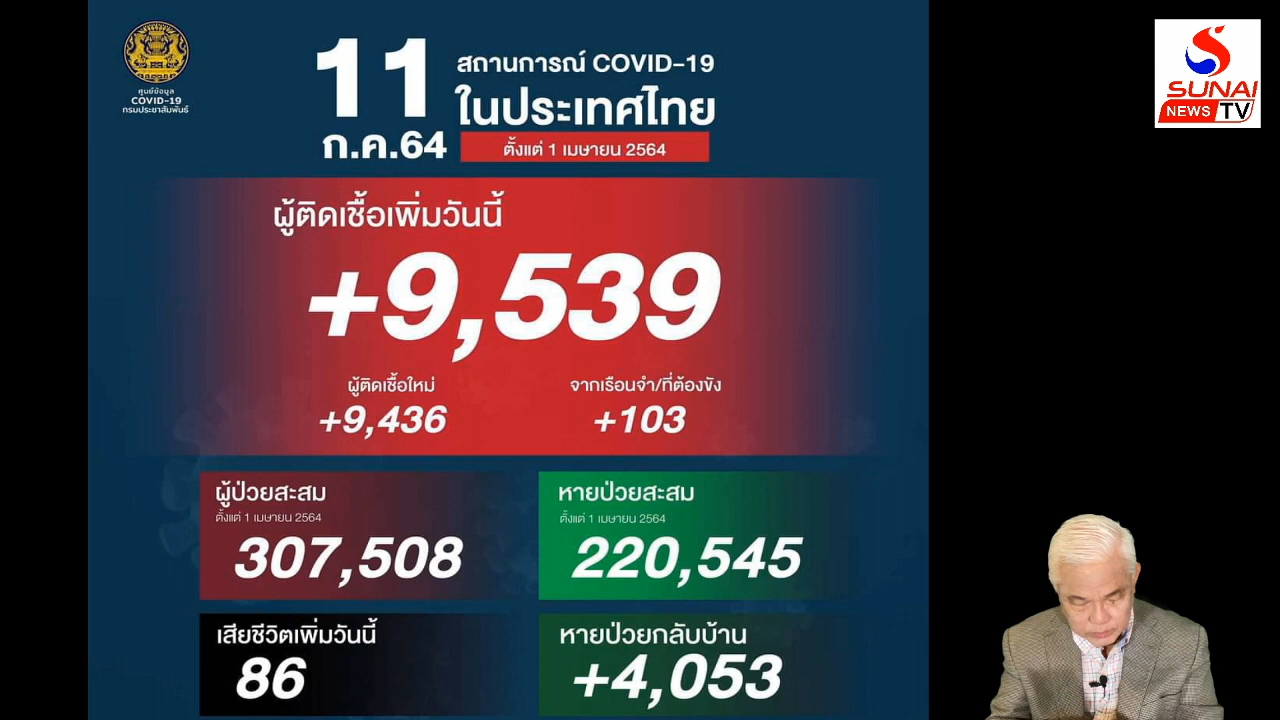 ศูนย์ข้อมูล
COVID-19
กรมประชาสัมพันธ์
11
ก.ค.64
สถานการณ์ COVID-19
ในประเทศไทย
ตั้งแต่ 1 เมษายน 2564
SUNAI
NEWS TV
ผู้ติดเชื้อเพิ่มวันนี้
+9,539
ผู้ติดเชื้อใหม่
+9,436
จากเรือนจำ/ที่ต้องขัง
+103
ผู้ป่วยสะสม
ตั้งแต่ 1 เมษายน 2564
307,508
หายป่วยสะสม
ตั้งแต่ 1 เมษายน 2564
220,545
เสียชีวิตเพิ่มวันนี้
86
หายป่วยกลับบ้าน
+4,053